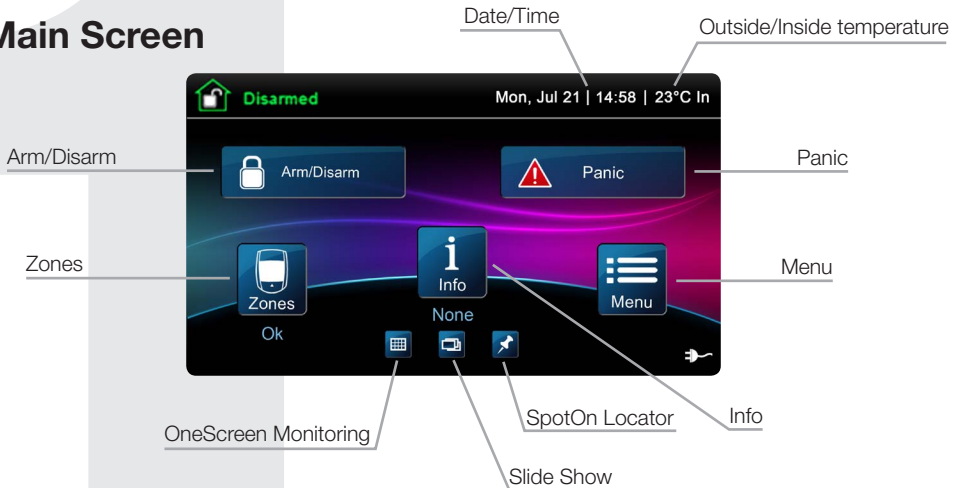 Main Screen
Date/Time
Outside/Inside temperature
Disarmed
Mon, Jul 21 | 14:58 | 23°C In
Arm/Disarm
Arm/Disarm
Panic
Panic
Zones
Zones
Ok
i
Info
None
Menu
Menu
OneScreen Monitoring
SpotOn Locator
Info
Slide Show